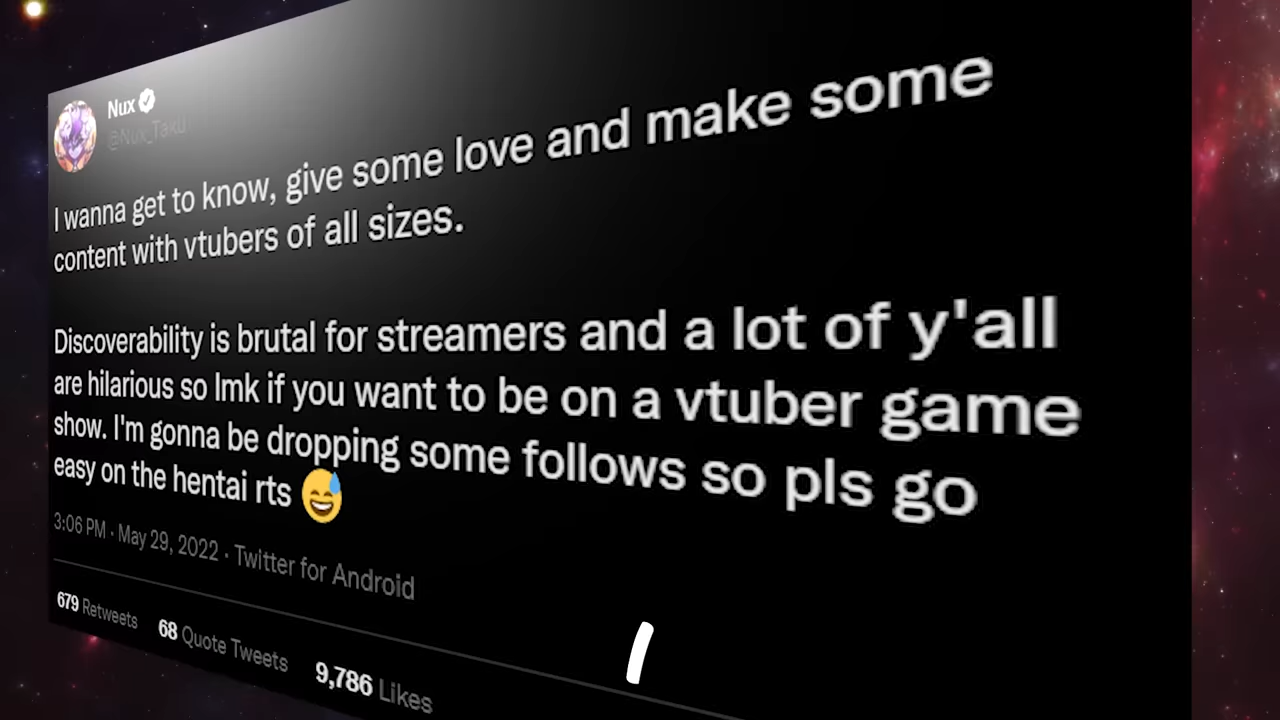 Nux
@Nux_Taku
I wanna get to know, give some love and make some
content with vtubers of all sizes.
Discoverability is brutal for streamers and a lot of y'all
are hilarious so lmk if you want to be on a vtuber game
show. I'm gonna be dropping some follows so pls go
easy on the hentai rts 😅
3:06 PM · May 29, 2022 · Twitter for Android
679 Retweets 68 Quote Tweets 9,786 Likes